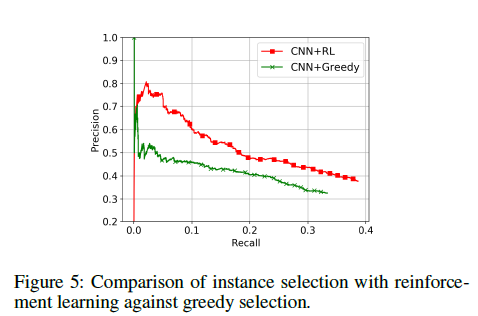 1.0
0.9
0.8
0.7
0.6
0.5
0.4
0.3
0.2
Precision
CNN+RL
CNN+Greedy
0.0 0.1 0.2 0.3 0.4
Recall
Figure 5: Comparison of instance selection with reinforce-
ment learning against greedy selection.